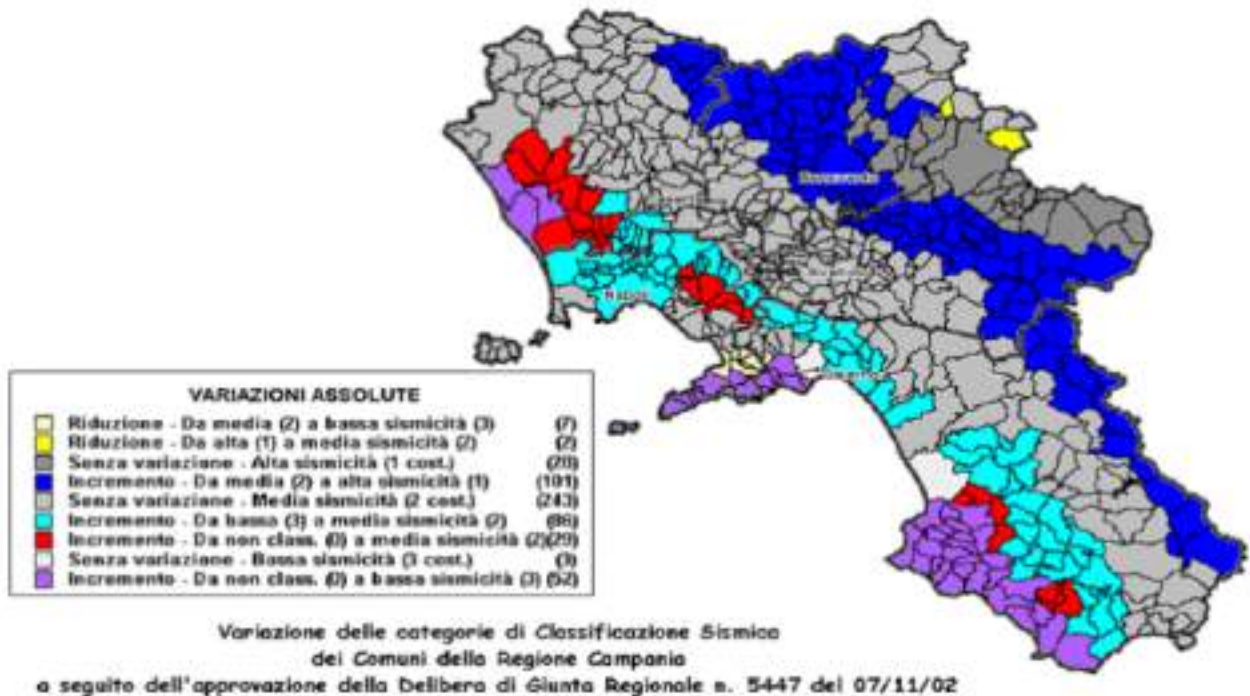 Benevento
Napoli
VARIAZIONI ASSOLUTE
Riduzione - Da media (2) a bassa sismicità (3) (7)
Riduzione - Da alta (1) a media sismicità (2) (2)
Senza variazione - Alta sismicità (1 cost.) (28)
Incremento - Da media (2) a alta sismicità (1) (101)
Senza variazione - Media sismicità (2 cost.) (243)
Incremento - Da bassa (3) a media sismicità (2) (86)
Incremento - Da non class. (0) a media sismicità (2)(29)
Senza variazione - Bassa sismicità (3 cost.) (3)
Incremento - Da non class. (0) a bassa sismicità (3) (52)
Variazione delle categorie di Classificazione Sismica
dei Comuni della Regione Campania
a seguito dell'approvazione della Delibera di Giunta Regionale n. 5447 del 07/11/02